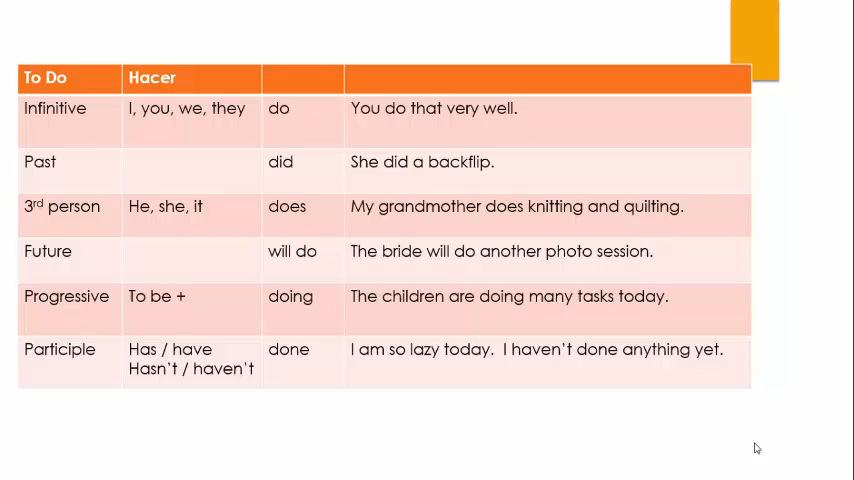 To Do Hacer
Infinitive I, you, we, they do You do that very well.
Past did She did a backflip.
3rd person He, she, it does My grandmother does knitting and quilting.
Future will do The bride will do another photo session.
Progressive To be + doing The children are doing many tasks today.
Participle Has / have done I am so lazy today. I haven't done anything yet.
Hasn't / haven't